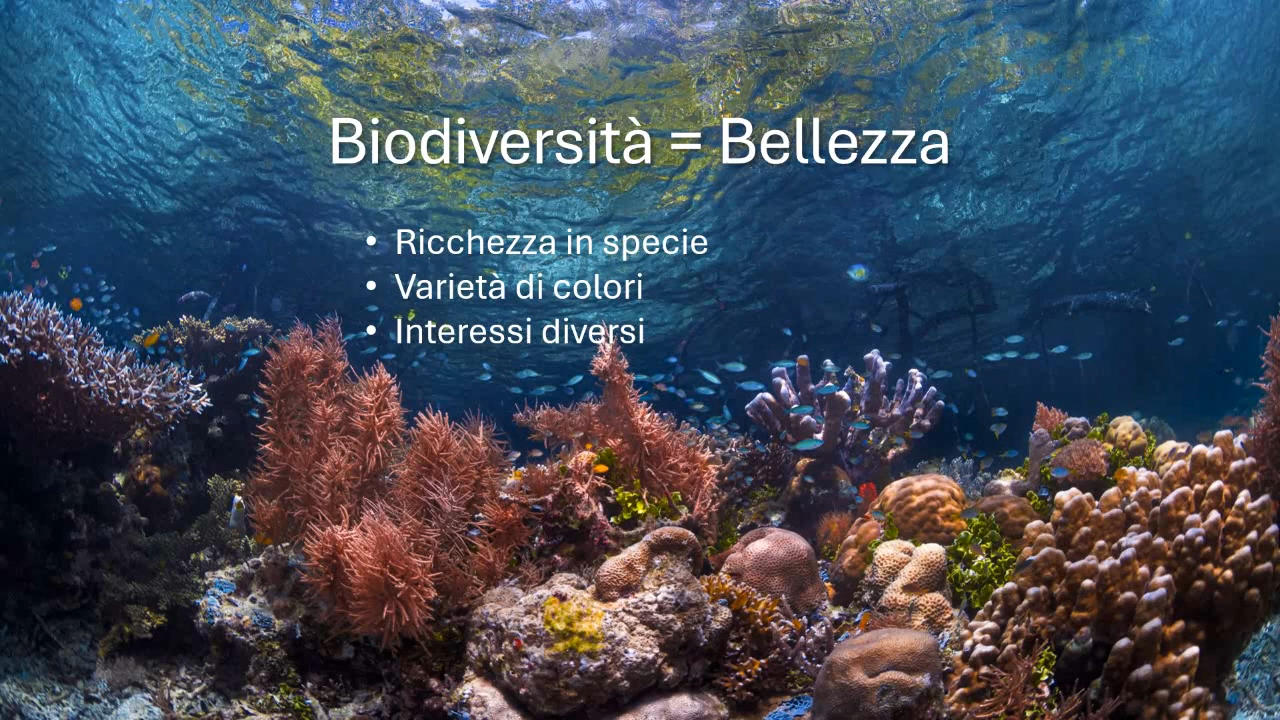 Biodiversità = Bellezza
• Ricchezza in specie
• Varietà di colori
• Interessi diversi